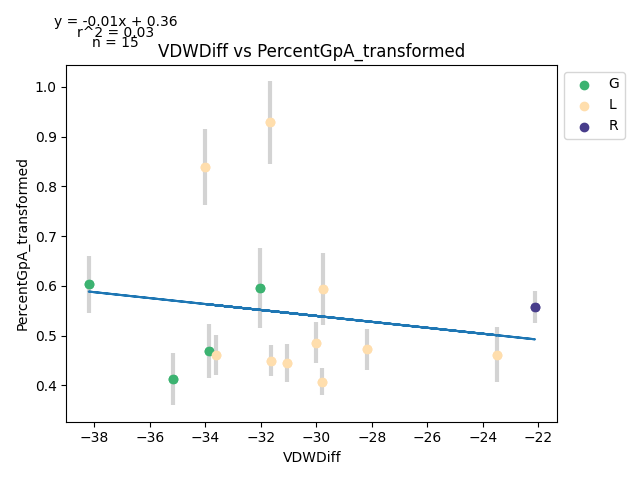 y = -0.01x + 0.36
r^2 = 0.03
n = 15
VDWDiff vs PercentGpA_transformed
G
L
R
PercentGpA_transformed
1.0
0.9
0.8
0.7
0.6
0.5
0.4
−38
−36
−34
−32
−30
−28
−26
−24
−22
VDWDiff